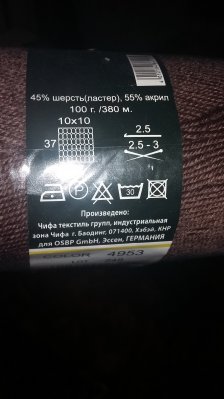 45% шерсть(ластер), 55% акрил
100 г. /380 м.
10x10
37
2.5
2.5 - 3
P
30
Произведено:
Чифа текстиль групп, индустриальная
зона Чифа г. Баодинг, 071400, Хэбэй, КНР
для OSBP GmbH, Эссен, ГЕРМАНИЯ
COLOR 4953